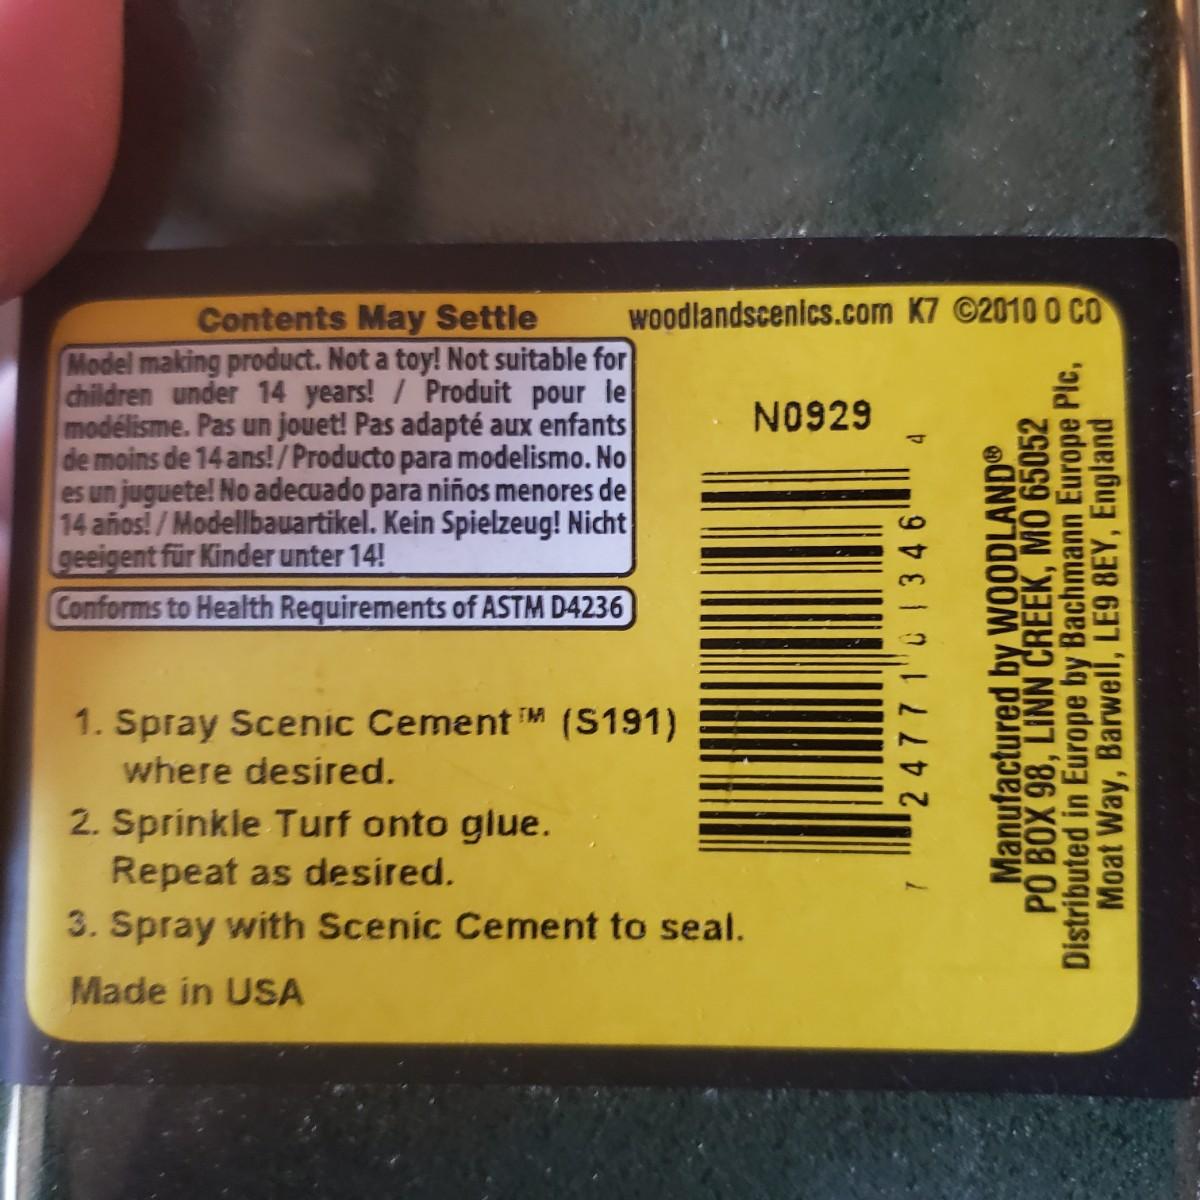 Contents May Settle
woodlandscenics.com K7 ©2010 O CO
Model making product. Not a toy! Not suitable for
children under 14 years! / Produit pour le
modélisme. Pas un jouet! Pas adapté aux enfants
de moins de 14 ans! / Producto para modelismo. No
es un juguete! No adecuado para niños menores de
14 años! / Modellbauartikel. Kein Spielzeug! Nicht
geeigent für Kinder unter 14!
Conforms to Health Requirements of ASTM D4236
1. Spray Scenic Cement™ (S191)
where desired.
2. Sprinkle Turf onto glue.
Repeat as desired.
3. Spray with Scenic Cement to seal.
Made in USA
N0929
7 24771 01346 4
Manufactured by WOODLAND®
PO BOX 98, LINN CREEK, MO 65052
Distributed in Europe by Bachmann Europe Plc,
Moat Way, Barwell, LE9 8EY, England